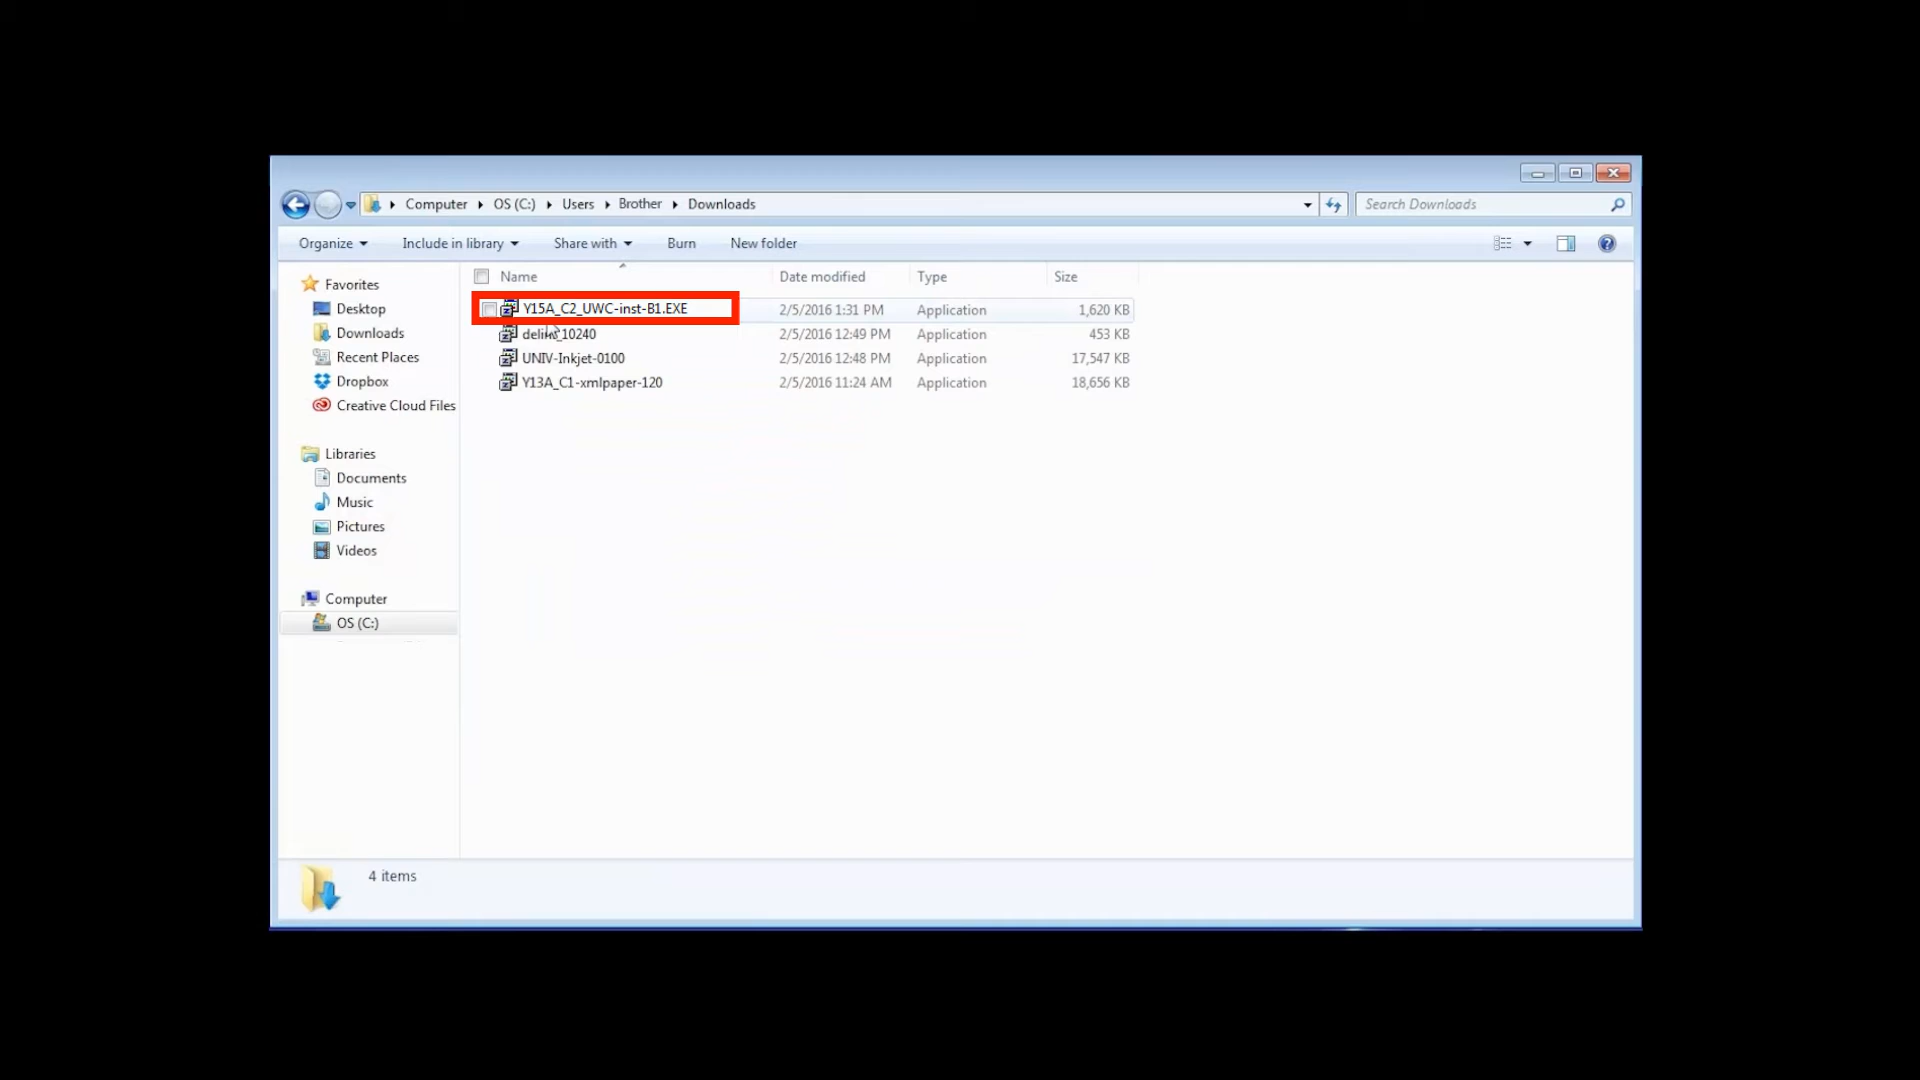 Computer OS (C:) Users Brother Downloads
Search Downloads
Organize Include in library Share with Burn New folder
Name Date modified Type Size
Y15A_C2_UWC-inst-B1.EXE 2/5/2016 1:31 PM Application 1,620 KB
2/5/2016 12:49 PM Application 453 KB
UNIV-Inkjet-0100 2/5/2016 12:48 PM Application 17,547 KB
Y13A_C1-xmlpaper-120 2/5/2016 11:24 AM Application 18,656 KB
Favorites
Desktop
Downloads
Recent Places
Dropbox
Creative Cloud Files
Libraries
Documents
Music
Pictures
Videos
Computer
OS (C:)
4 items